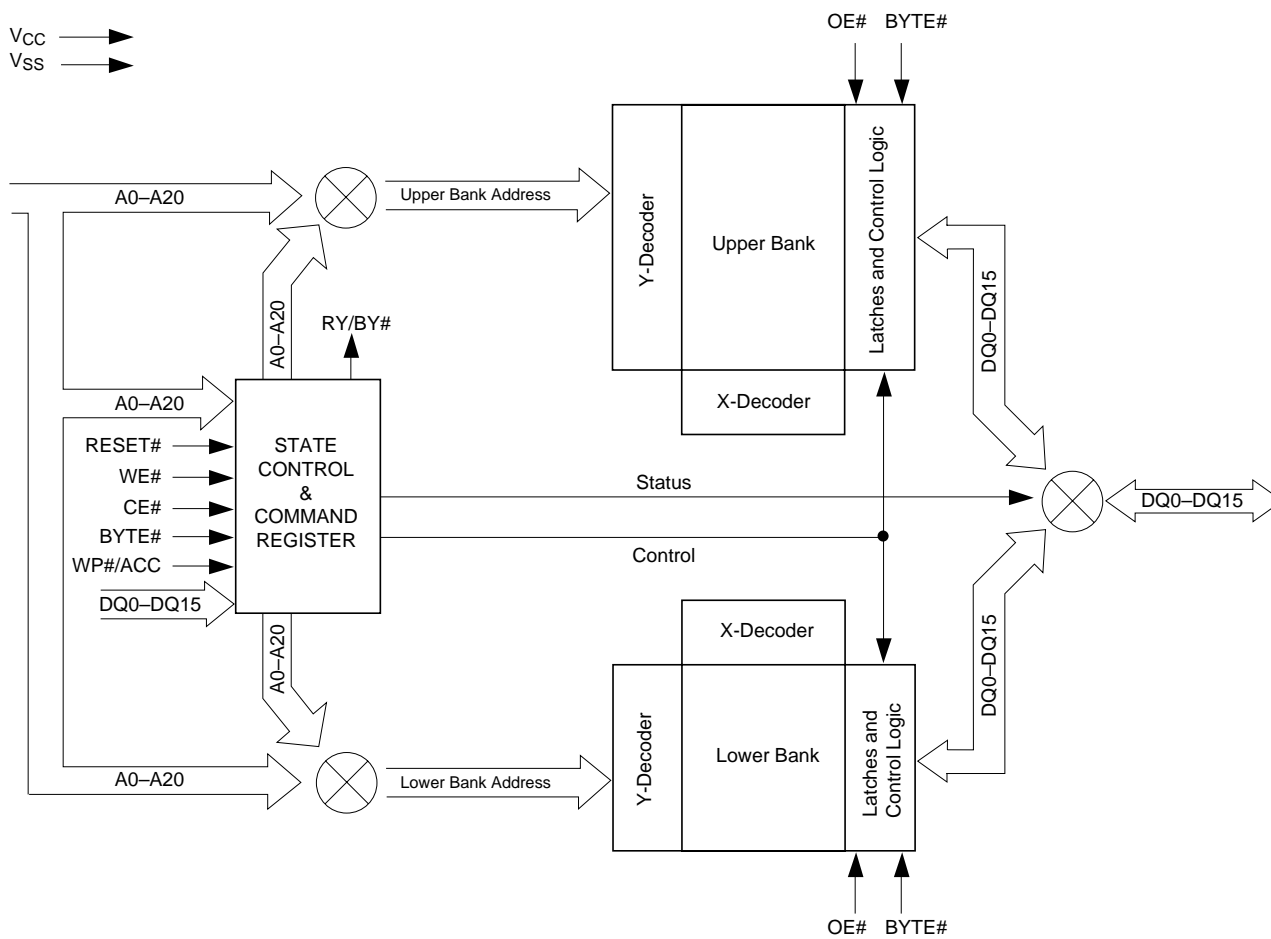 OE# BYTE#
VCC
VSS
A0–A20
Upper Bank Address
Y-Decoder
Upper Bank
Latches and Control Logic
X-Decoder
DQ0–DQ15
A0–A20
RY/BY#
A0–A20
RESET#
WE#
CE#
BYTE#
WP#/ACC
DQ0–DQ15
STATE
CONTROL
&
COMMAND
REGISTER
Status
Control
DQ0–DQ15
A0–A20
X-Decoder
Y-Decoder
Lower Bank
Latches and
Control Logic
DQ0–DQ15
A0–A20
Lower Bank Address
OE# BYTE#